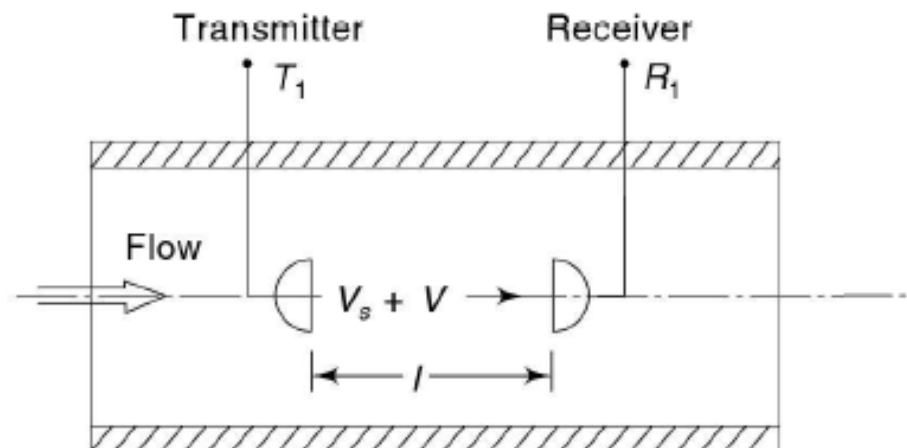 Transmitter Receiver
T₁ R₁
Flow
Vₛ + V
l